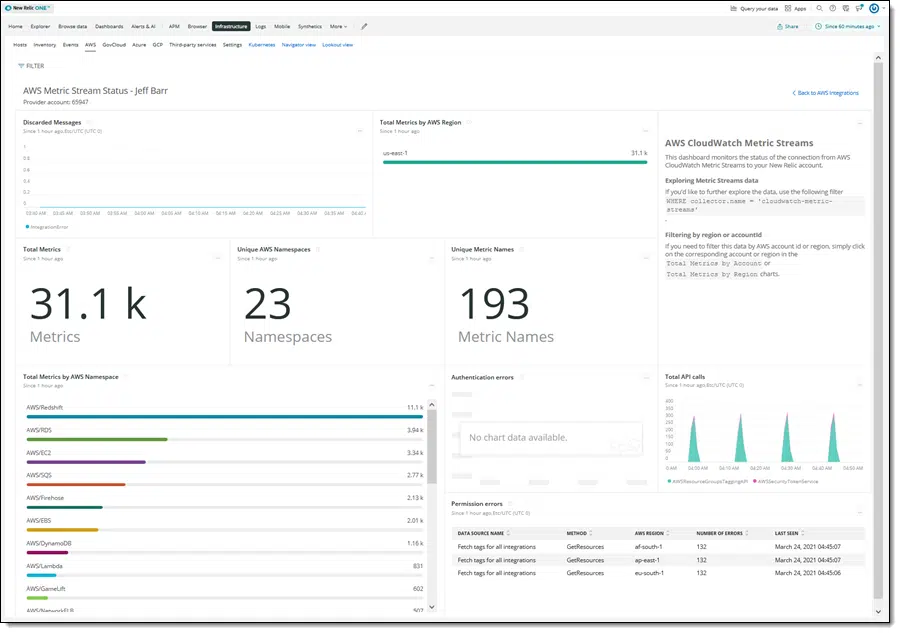 New Relic ONE™
Query your data Apps
Home Explorer Browse data Dashboards Alerts & AI APM Browser Infrastructure Logs Mobile Synthetics More
Share Since 60 minutes ago
Hosts Inventory Events AWS GovCloud Azure GCP Third-party services Settings Kubernetes Navigator view Lookout view
FILTER
AWS Metric Stream Status - Jeff Barr
Provider account: 65947
Back to AWS Integrations
Discarded Messages
Since 1 hour ago, Etc/UTC (UTC 0)
1
0.8
0.6
0.4
0.2
0
03:40 AM 03:45 AM 03:50 AM 03:55 AM 04:00 AM 04:05 AM 04:10 AM 04:15 AM 04:20 AM 04:25 AM 04:30 AM 04:35 AM 04:40
IntegrationError
Total Metrics by AWS Region
Since 1 hour ago
us-east-1 31.1 k
AWS CloudWatch Metric Streams
This dashboard monitors the status of the connection from AWS
CloudWatch Metric Streams to your New Relic account.
Exploring Metric Streams data
If you'd like to further explore the data, use the following filter
WHERE collector.name = 'cloudwatch-metric-
streams'
.
Filtering by region or accountId
If you need to filter this data by AWS account id or region, simply click
on the corresponding account or region in the
Total Metrics by Account or
Total Metrics by Region charts.
Total Metrics
Since 1 hour ago
31.1 k
Metrics
Unique AWS Namespaces
Since 1 hour ago
23
Namespaces
Unique Metric Names
Since 1 hour ago
193
Metric Names
Total Metrics by AWS Namespace
Since 1 hour ago
AWS/Redshift 11.1 k
AWS/RDS 3.94 k
AWS/EC2 3.34 k
AWS/SQS 2.77 k
AWS/Firehose 2.13 k
AWS/EBS 2.01 k
AWS/DynamoDB 1.16 k
AWS/Lambda 831
AWS/GameLift 602
AWS/NetworkELB 502
Authentication errors
No chart data available.
Total API calls
Since 1 hour ago, Etc/UTC (UTC 0)
400
350
300
250
200
150
100
50
0
0 AM 04:00 AM 04:10 AM 04:20 AM 04:30 AM 04:40 AM 04:50 AM
AWSResourceGroupsTaggingAPI AWSSecurityTokenService
Permission errors
Since 1 hour ago, Etc/UTC (UTC 0)
DATA SOURCE NAME METHOD AWS REGION NUMBER OF ERRORS LAST SEEN
Fetch tags for all integrations GetResources af-south-1 132 March 24, 2021 04:45:07
Fetch tags for all integrations GetResources ap-east-1 132 March 24, 2021 04:45:07
Fetch tags for all integrations GetResources eu-south-1 132 March 24, 2021 04:45:06